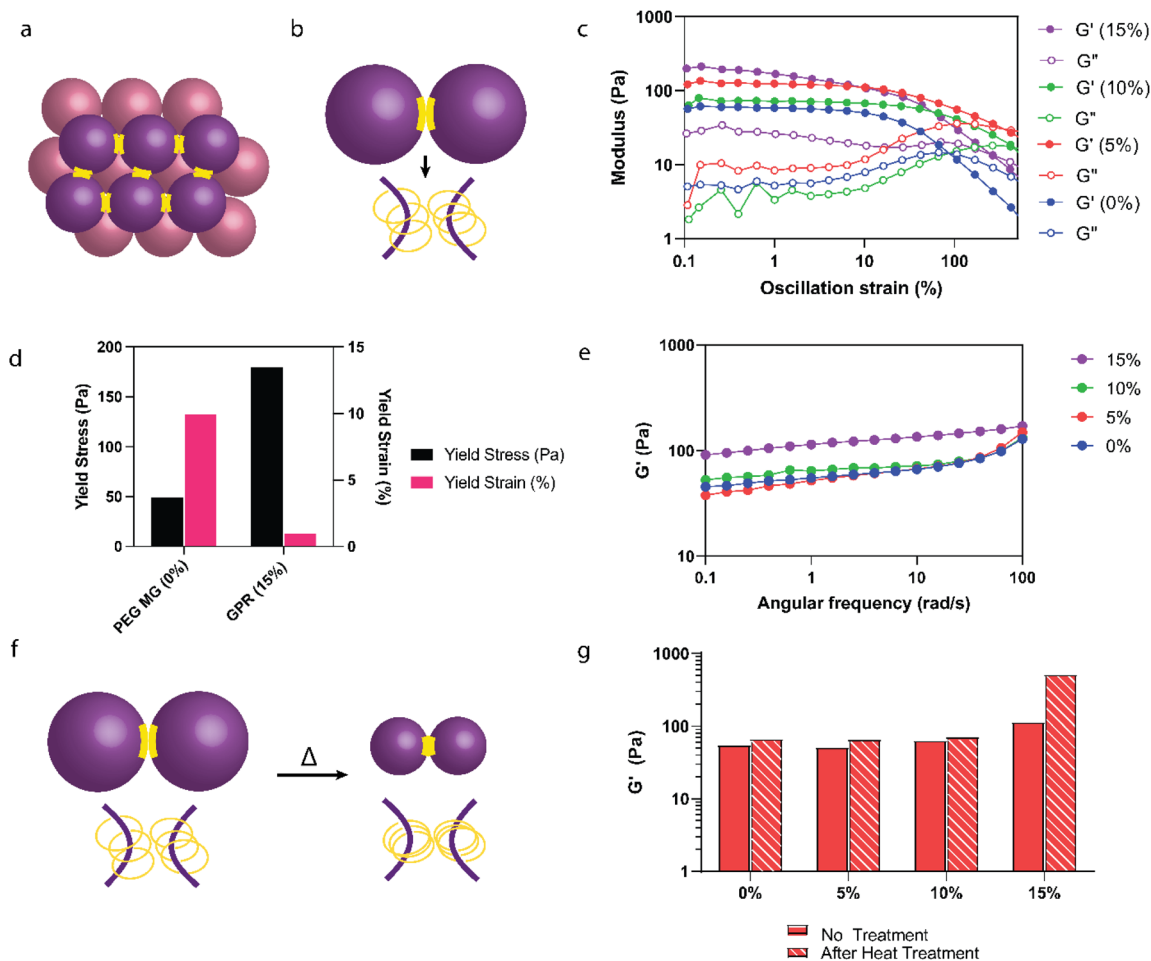 a
b
c
1000
100
10
1
Modulus (Pa)
0.1
1
10
100
Oscillation strain (%)
G' (15%)
G"
G' (10%)
G"
G' (5%)
G"
G' (0%)
G"
d
200
150
100
50
0
Yield Stress (Pa)
15
10
5
0
Yield Strain
(%)
PEG MG (0%)
GPR (15%)
Yield Stress (Pa)
Yield Strain (%)
e
1000
100
10
G' (Pa)
0.1
1
10
100
Angular frequency (rad/s)
15%
10%
5%
0%
f
Δ
g
1000
100
10
1
G' (Pa)
0%
5%
10%
15%
No Treatment
After Heat Treatment